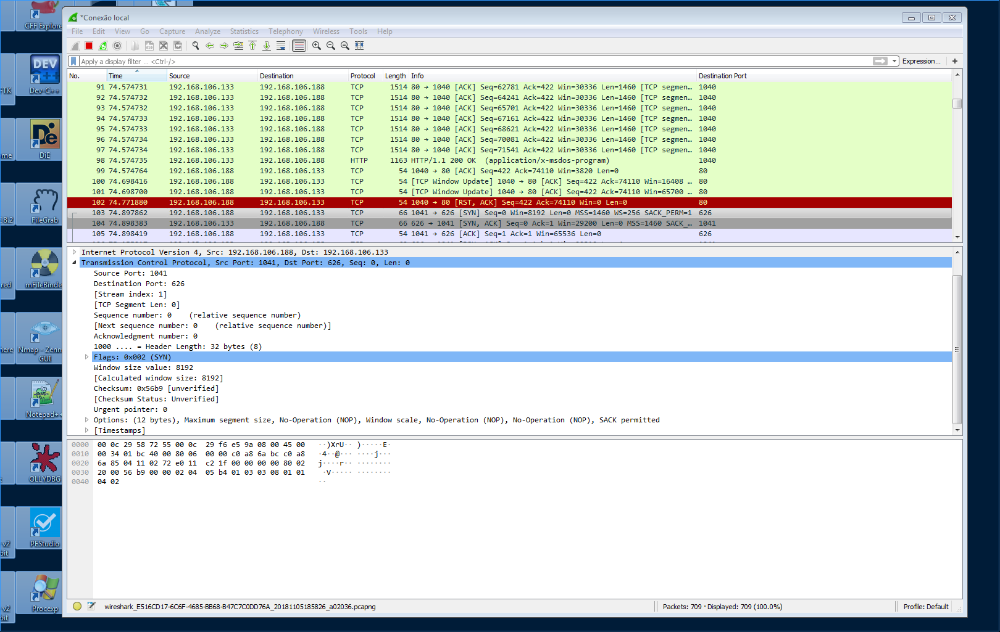 *Conexão local
File Edit View Go Capture Analyze Statistics Telephony Wireless Tools Help
Apply a display filter ... <Ctrl-/> Expression... +
No. Time Source Destination Protocol Length Info Destination Port
91 74.574731 192.168.106.133 192.168.106.188 TCP 1514 80 → 1040 [ACK] Seq=62781 Ack=422 Win=30336 Len=1460 [TCP segmen… 1040
92 74.574732 192.168.106.133 192.168.106.188 TCP 1514 80 → 1040 [ACK] Seq=64241 Ack=422 Win=30336 Len=1460 [TCP segmen… 1040
93 74.574732 192.168.106.133 192.168.106.188 TCP 1514 80 → 1040 [ACK] Seq=65701 Ack=422 Win=30336 Len=1460 [TCP segmen… 1040
94 74.574733 192.168.106.133 192.168.106.188 TCP 1514 80 → 1040 [ACK] Seq=67161 Ack=422 Win=30336 Len=1460 [TCP segmen… 1040
95 74.574733 192.168.106.133 192.168.106.188 TCP 1514 80 → 1040 [ACK] Seq=68621 Ack=422 Win=30336 Len=1460 [TCP segmen… 1040
96 74.574734 192.168.106.133 192.168.106.188 TCP 1514 80 → 1040 [ACK] Seq=70081 Ack=422 Win=30336 Len=1460 [TCP segmen… 1040
97 74.574734 192.168.106.133 192.168.106.188 TCP 1514 80 → 1040 [ACK] Seq=71541 Ack=422 Win=30336 Len=1460 [TCP segmen… 1040
98 74.574735 192.168.106.133 192.168.106.188 HTTP 1163 HTTP/1.1 200 OK (application/x-msdos-program) 1040
99 74.574764 192.168.106.188 192.168.106.133 TCP 54 1040 → 80 [ACK] Seq=422 Ack=74110 Win=3820 Len=0 80
100 74.698416 192.168.106.188 192.168.106.133 TCP 54 [TCP Window Update] 1040 → 80 [ACK] Seq=422 Ack=74110 Win=16408 … 80
101 74.698700 192.168.106.188 192.168.106.133 TCP 54 [TCP Window Update] 1040 → 80 [ACK] Seq=422 Ack=74110 Win=65700 … 80
102 74.771880 192.168.106.188 192.168.106.133 TCP 54 1040 → 80 [RST, ACK] Seq=422 Ack=74110 Win=0 Len=0 80
103 74.897862 192.168.106.188 192.168.106.133 TCP 66 1041 → 626 [SYN] Seq=0 Win=8192 Len=0 MSS=1460 WS=256 SACK_PERM=1 626
104 74.898383 192.168.106.133 192.168.106.188 TCP 66 626 → 1041 [SYN, ACK] Seq=0 Ack=1 Win=29200 Len=0 MSS=1460 SACK_… 1041
105 74.898419 192.168.106.188 192.168.106.133 TCP 54 1041 → 626 [ACK] Seq=1 Ack=1 Win=65536 Len=0 626
Internet Protocol Version 4, Src: 192.168.106.188, Dst: 192.168.106.133
Transmission Control Protocol, Src Port: 1041, Dst Port: 626, Seq: 0, Len: 0
Source Port: 1041
Destination Port: 626
[Stream index: 1]
[TCP Segment Len: 0]
Sequence number: 0 (relative sequence number)
[Next sequence number: 0 (relative sequence number)]
Acknowledgment number: 0
1000 .... = Header Length: 32 bytes (8)
Flags: 0x002 (SYN)
Window size value: 8192
[Calculated window size: 8192]
Checksum: 0x56b9 [unverified]
[Checksum Status: Unverified]
Urgent pointer: 0
Options: (12 bytes), Maximum segment size, No-Operation (NOP), Window scale, No-Operation (NOP), No-Operation (NOP), SACK permitted
[Timestamps]
0000 00 0c 29 58 72 55 00 0c 29 f6 e5 9a 08 00 45 00 ··)XrU·· )·····E·
0010 00 34 01 bc 40 00 80 06 00 00 c0 a8 6a bc c0 a8 ·4··@··· ····j···
0020 6a 85 04 11 02 72 e0 11 c2 1f 00 00 00 00 80 02 j····r·· ········
0030 20 00 56 b9 00 00 02 04 05 b4 01 03 03 08 01 01 ·V····· ········
0040 04 02 ··
wireshark_E516CD17-6C6F-4685-BB68-B47C7C0DD76A_20181105185826_a02036.pcapng
Packets: 709 · Displayed: 709 (100.0%)
Profile: Default
CFF Explore
DEV
C++
FTK
Dev-C++
De
me
DiE
8.2
FileGrab
red
mFileBinde
here
Nmap - Zenm
GUI
Notepad++
OLLYDBG
v2
bit
PEStudio
v2
bit
Procexp